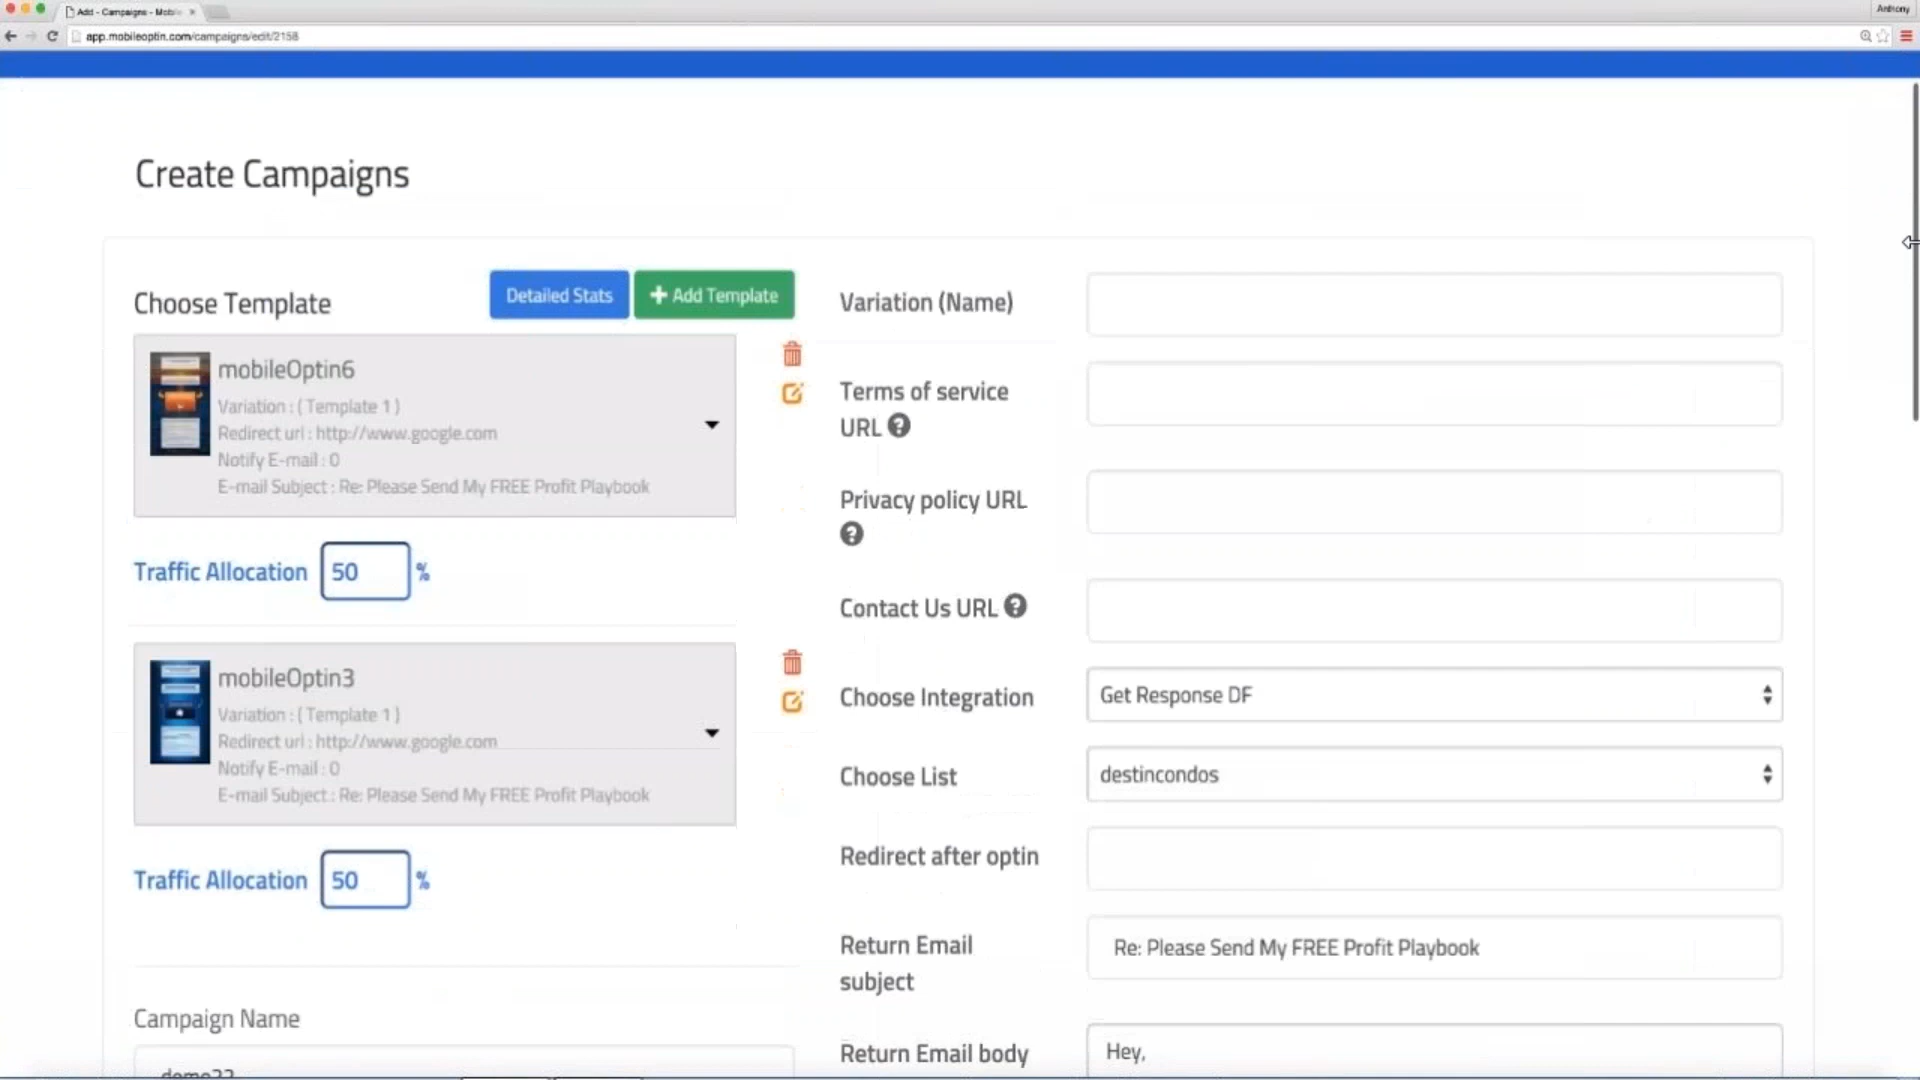 Add - Campaigns - Mobi
Anthony
app.mobileoptin.com/campaigns/edit/2158
Create Campaigns
Choose Template
Detailed Stats
Add Template
mobileOptin6
Variation : ( Template 1 )
Redirect url : http://www.google.com
Notify E-mail : 0
E-mail Subject : Re: Please Send My FREE Profit Playbook
Traffic Allocation 50 %
mobileOptin3
Variation : ( Template 1 )
Redirect url : http://www.google.com
Notify E-mail : 0
E-mail Subject : Re: Please Send My FREE Profit Playbook
Traffic Allocation 50 %
Campaign Name
demo22
Variation (Name)
Terms of service
URL ?
Privacy policy URL
?
Contact Us URL ?
Choose Integration
Get Response DF
Choose List
destincondos
Redirect after optin
Return Email
subject
Re: Please Send My FREE Profit Playbook
Return Email body
Hey,